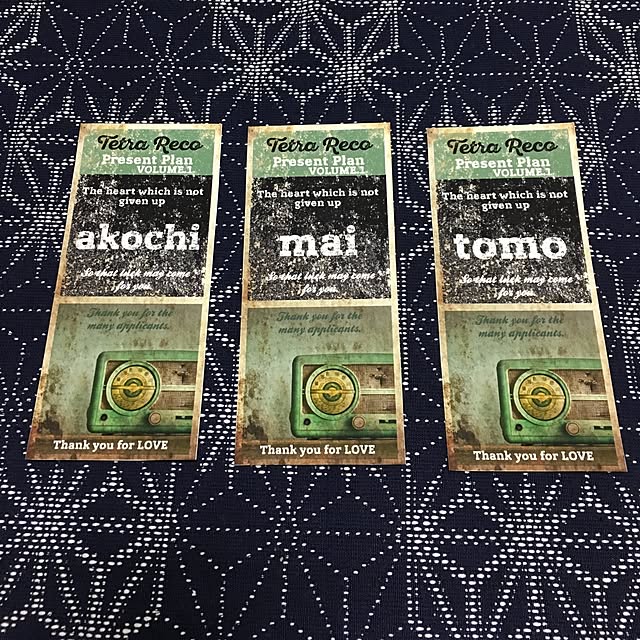 Tetra Reco
Present Plan
VOLUME.1
The heart which is not
given up
akochi
So that luck may come
for you.
Thank you for the
many applicants.
Thank you for LOVE
Tetra Reco
Present Plan
VOLUME.1
The heart which is not
given up
mai
So that luck may come
for you.
Thank you for the
many applicants.
Thank you for LOVE
Tetra Reco
Present Plan
VOLUME.1
The heart which is not
given up
tomo
So that luck may come
for you.
Thank you for the
many applicants.
Thank you for LOVE